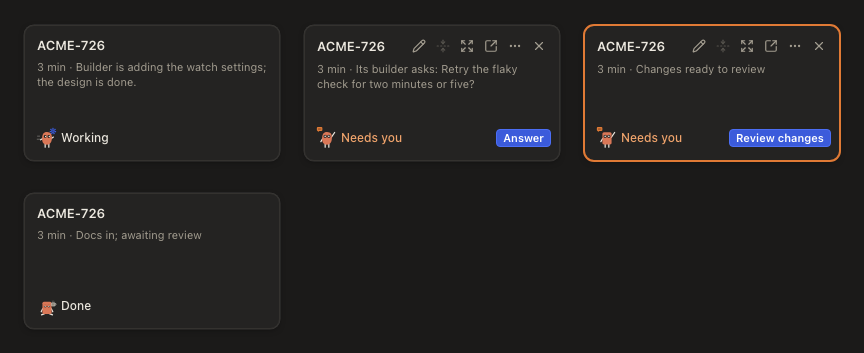 ACME-726
3 min · Builder is adding the watch settings;
the design is done.
Working
ACME-726
3 min · Its builder asks: Retry the flaky
check for two minutes or five?
Needs you
Answer
ACME-726
3 min · Changes ready to review
Needs you
Review changes
ACME-726
3 min · Docs in; awaiting review
Done